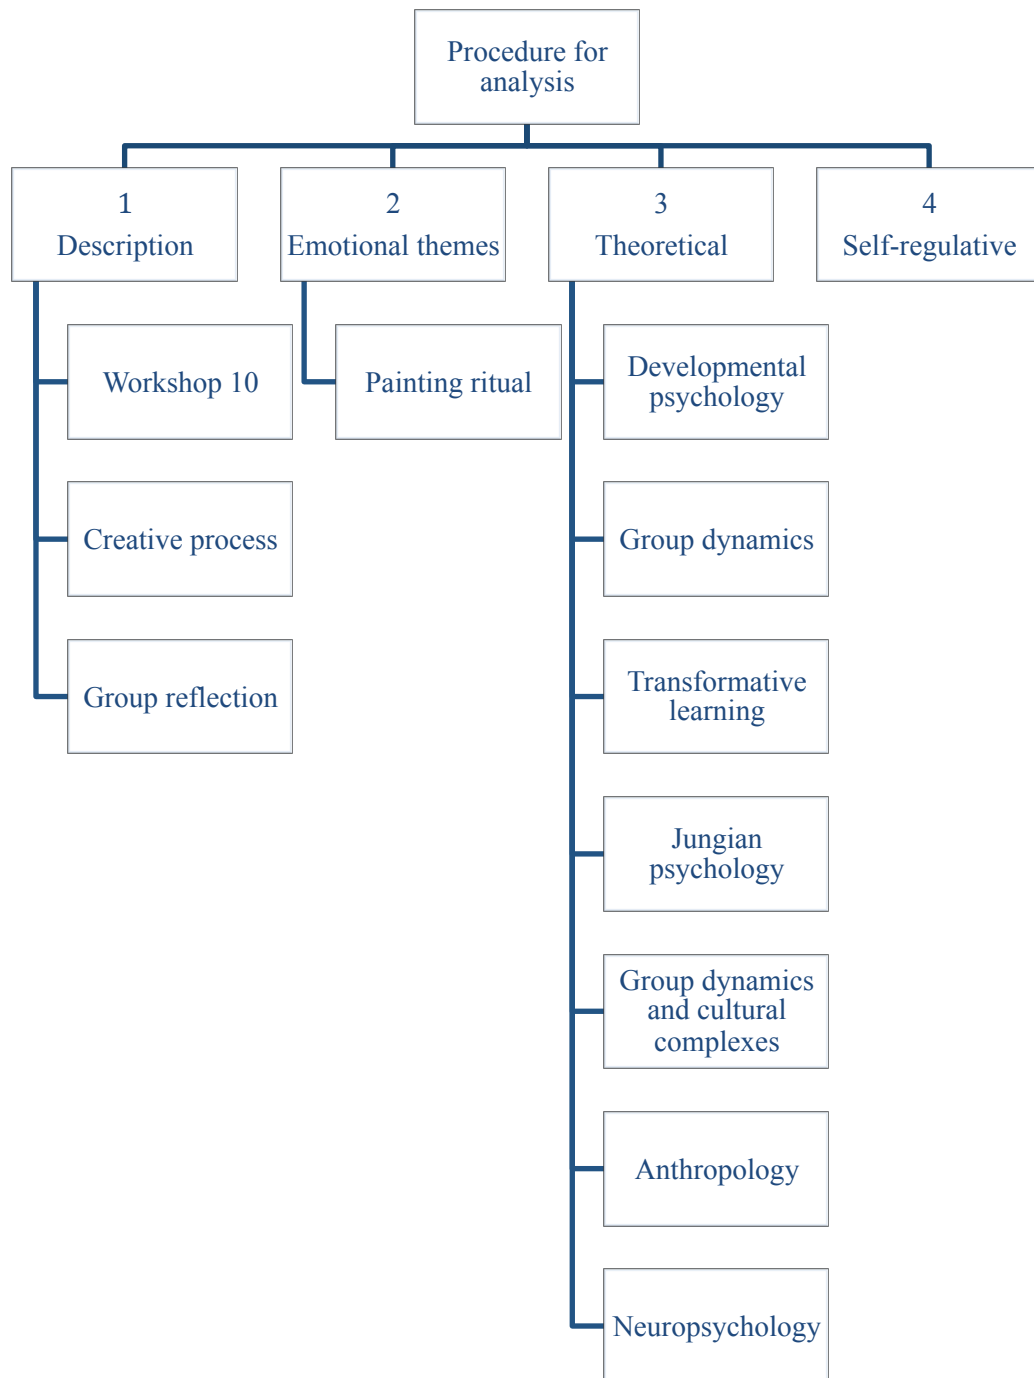 Procedure for
analysis
1
Description
2
Emotional themes
3
Theoretical
4
Self-regulative
Workshop 10
Creative process
Group reflection
Painting ritual
Developmental
psychology
Group dynamics
Transformative
learning
Jungian
psychology
Group dynamics
and cultural
complexes
Anthropology
Neuropsychology